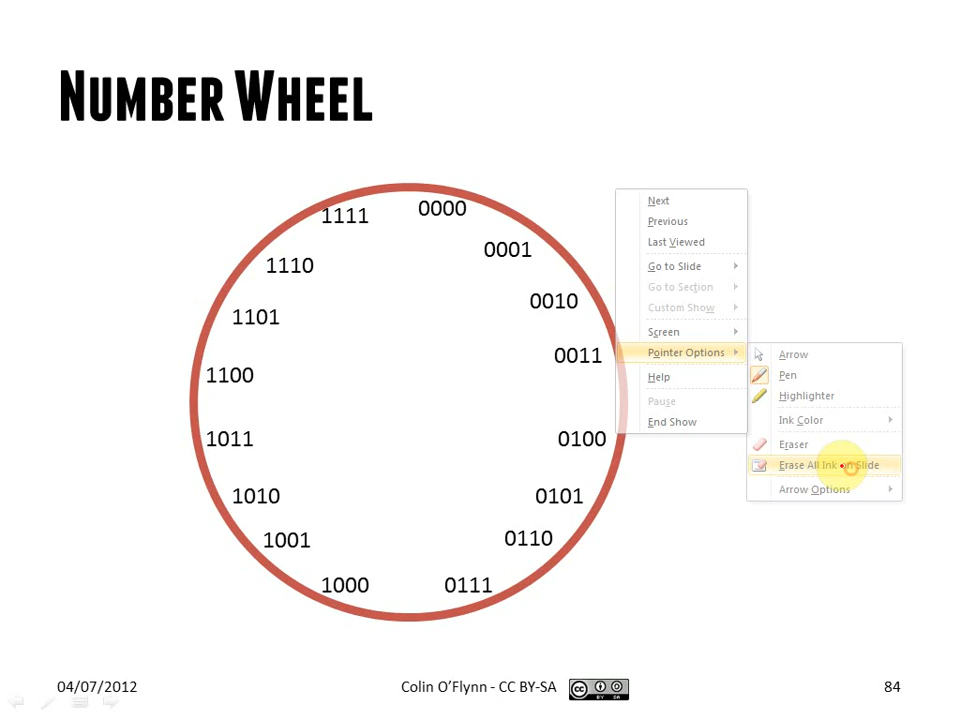 NUMBER WHEEL
1111
0000
1110
0001
1101
0010
1100
0011
1011
0100
1010
0101
1001
0110
1000
0111
Next
Previous
Last Viewed
Go to Slide
Go to Section
Custom Show
Screen
Pointer Options
Help
Pause
End Show
Arrow
Pen
Highlighter
Ink Color
Eraser
Erase All Ink on Slide
Arrow Options
04/07/2012
Colin O'Flynn - CC BY-SA
cc
BY SA
84